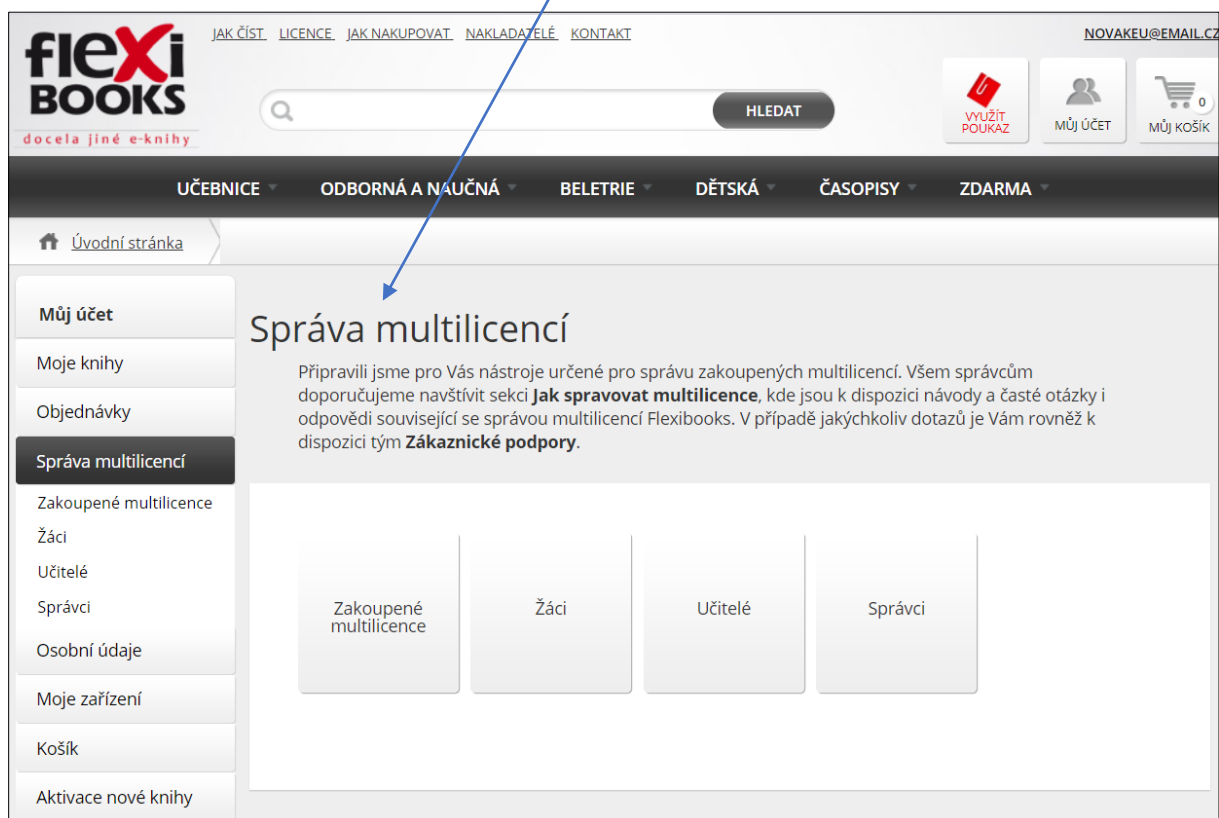 flexi
BOOKS
docela jiné e-knihy
JAK ČÍST LICENCE JAK NAKUPOVAT NAKLADATELÉ KONTAKT
NOVAKEU@EMAIL.CZ
HLEDAT
VYUŽÍT
POUKAZ
MŮJ ÚČET
0
MŮJ KOŠÍK
UČEBNICE ODBORNÁ A NAUČNÁ BELETRIE DĚTSKÁ ČASOPISY ZDARMA
Úvodní stránka
Můj účet
Moje knihy
Objednávky
Správa multilicencí
Zakoupené multilicence
Žáci
Učitelé
Správci
Osobní údaje
Moje zařízení
Košík
Aktivace nové knihy
Správa multilicencí
Připravili jsme pro Vás nástroje určené pro správu zakoupených multilicencí. Všem správcům
doporučujeme navštívit sekci Jak spravovat multilicence, kde jsou k dispozici návody a časté otázky i
odpovědi související se správou multilicencí Flexibooks. V případě jakýchkoliv dotazů je Vám rovněž k
dispozici tým Zákaznické podpory.
Zakoupené
multilicence
Žáci
Učitelé
Správci